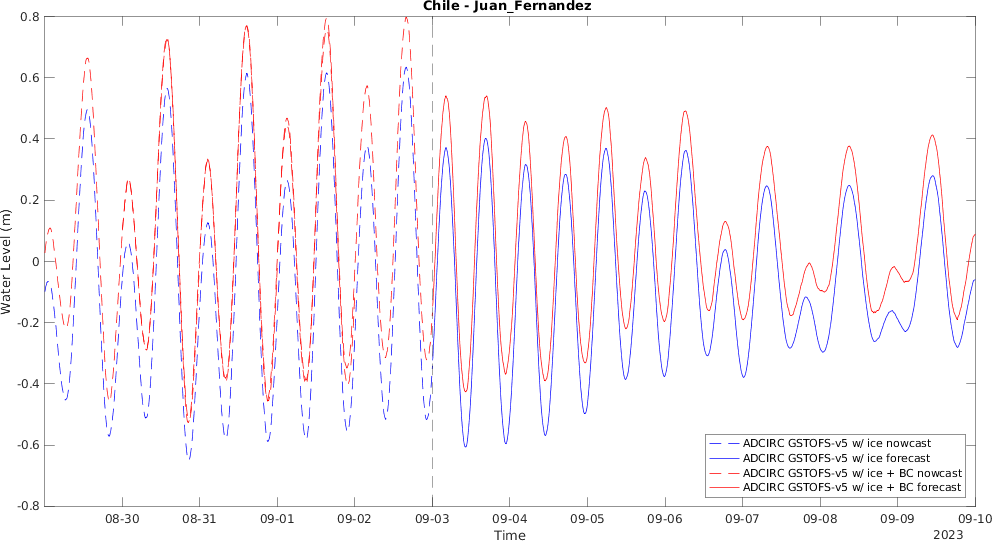 Chile - Juan_Fernandez
0.8
0.6
0.4
0.2
0
-0.2
-0.4
-0.6
-0.8
Water Level (m)
ADCIRC GSTOFS-v5 w/ ice nowcast
ADCIRC GSTOFS-v5 w/ ice forecast
ADCIRC GSTOFS-v5 w/ ice + BC nowcast
ADCIRC GSTOFS-v5 w/ ice + BC forecast
08-30 08-31 09-01 09-02 09-03 09-04 09-05 09-06 09-07 09-08 09-09 09-10
Time
2023